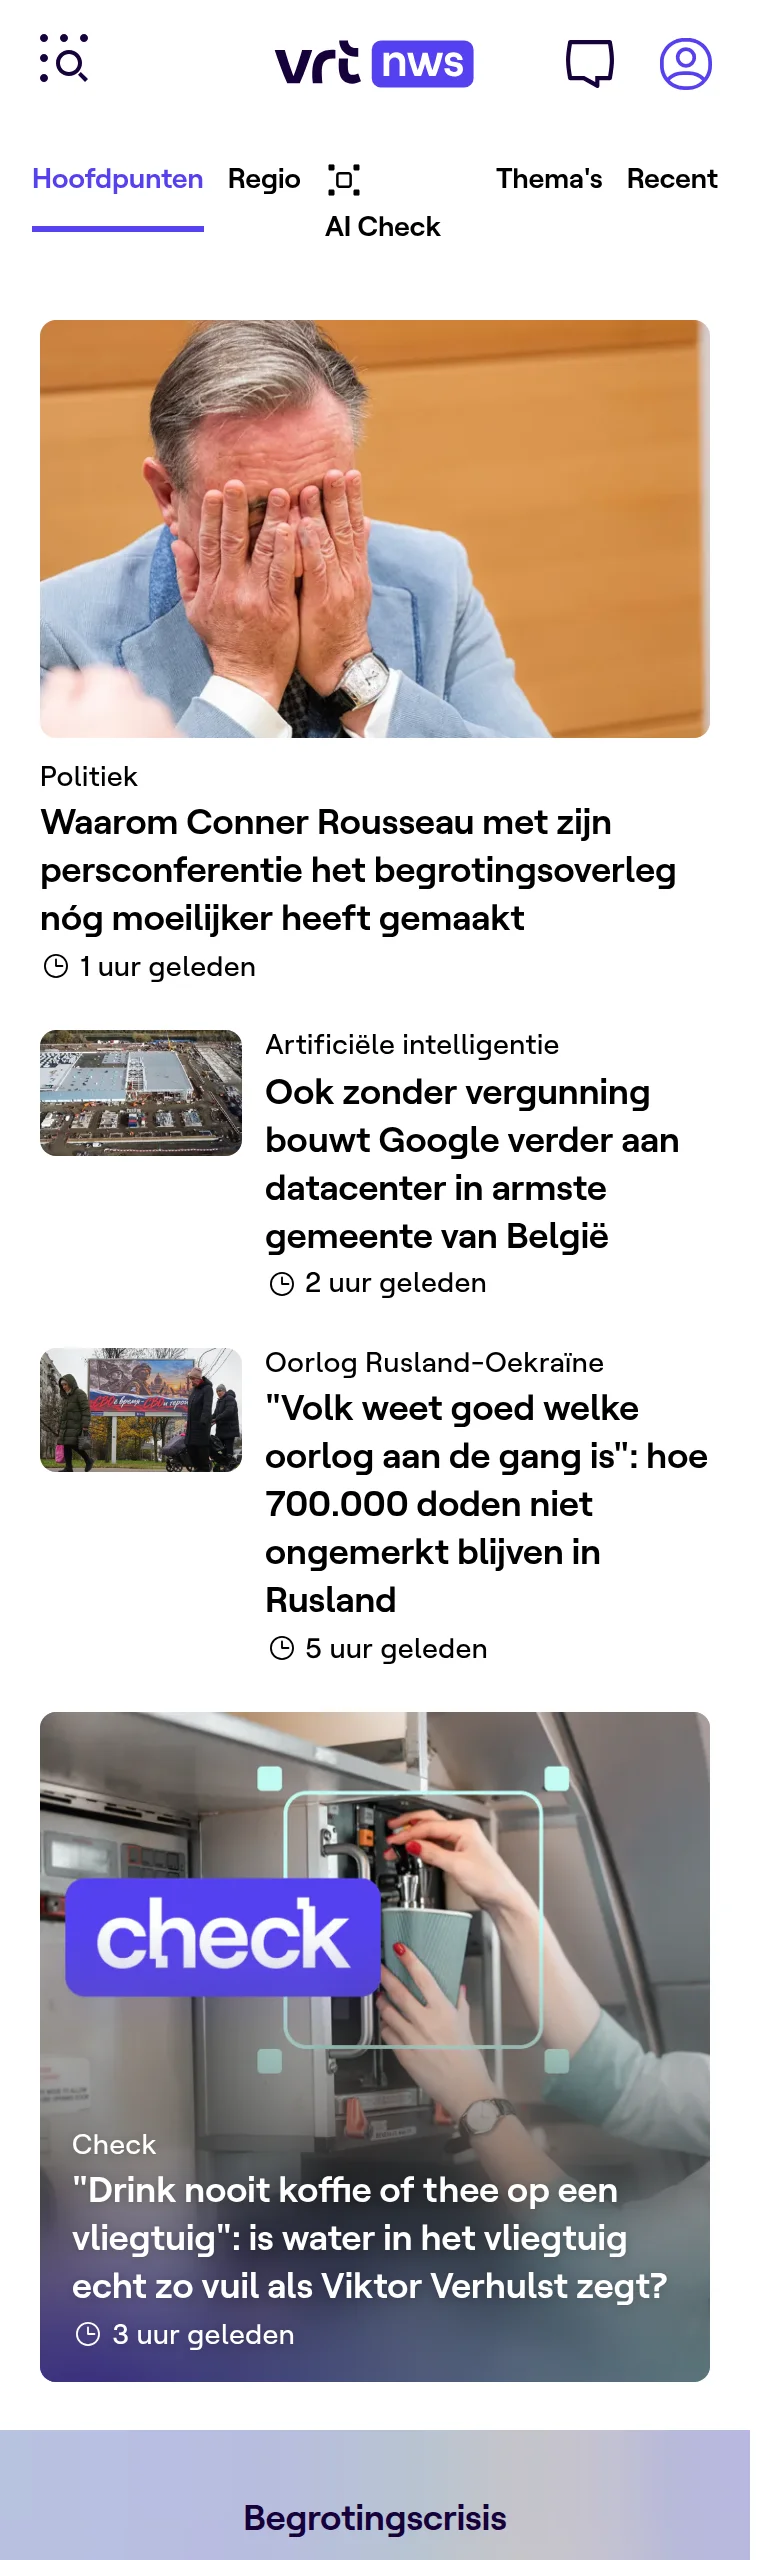 vrt nws
Hoofdpunten Regio AI Check Thema's Recent
Politiek
Waarom Conner Rousseau met zijn
persconferentie het begrotingsoverleg
nóg moeilijker heeft gemaakt
1 uur geleden
Artificiële intelligentie
Ook zonder vergunning
bouwt Google verder aan
datacenter in armste
gemeente van België
2 uur geleden
Oorlog Rusland-Oekraïne
"Volk weet goed welke
oorlog aan de gang is": hoe
700.000 doden niet
ongemerkt blijven in
Rusland
5 uur geleden
check
Check
"Drink nooit koffie of thee op een
vliegtuig": is water in het vliegtuig
echt zo vuil als Viktor Verhulst zegt?
3 uur geleden
Begrotingscrisis